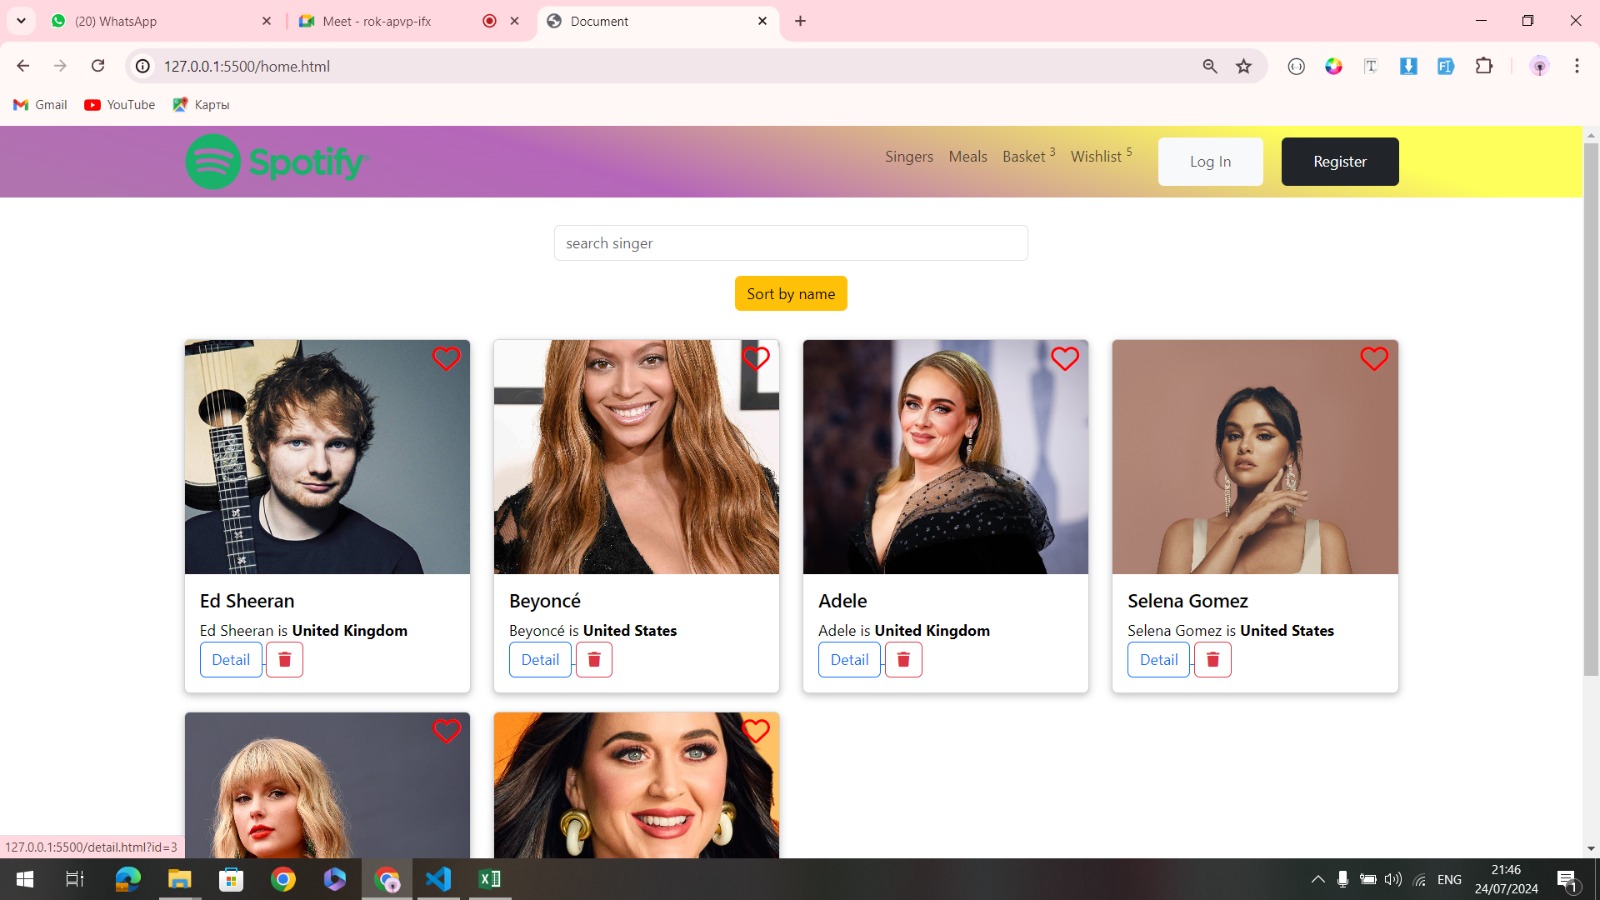 (20) WhatsApp
Meet - rok-apvp-ifx
Document
127.0.0.1:5500/home.html
Gmail
YouTube
Карты
Spotify
Singers
Meals
Basket 3
Wishlist 5
Log In
Register
search singer
Sort by name
Ed Sheeran
Ed Sheeran is United Kingdom
Detail
Beyoncé
Beyoncé is United States
Detail
Adele
Adele is United Kingdom
Detail
Selena Gomez
Selena Gomez is United States
Detail
127.0.0.1:5500/detail.html?id=3
ENG
21:46
24/07/2024
1